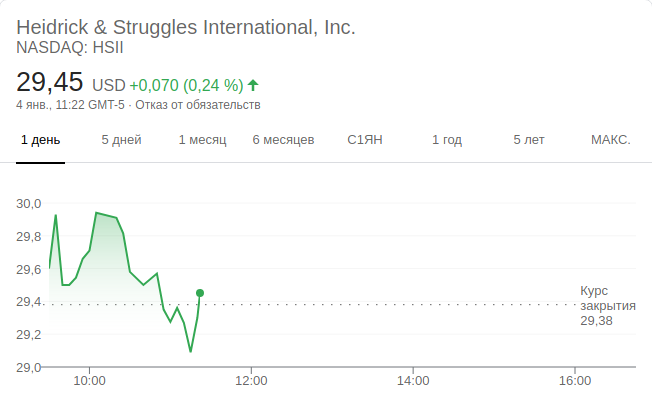 Heidrick & Struggles International, Inc.
NASDAQ: HSII
29,45 USD +0,070 (0,24 %)
4 янв., 11:22 GMT-5 · Отказ от обязательств
1 день 5 дней 1 месяц 6 месяцев С1ЯН 1 год 5 лет МАКС.
30,0
29,8
29,6
29,4
29,2
29,0
Курс
закрытия
29,38
10:00 12:00 14:00 16:00